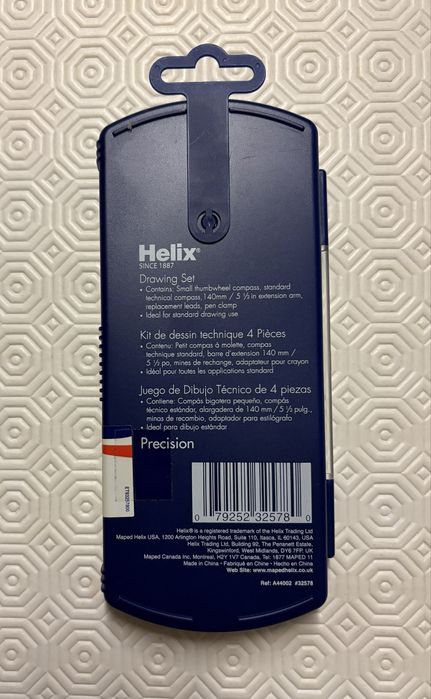 Helix®
SINCE 1887
Drawing Set
• Contains: Small thumbwheel compass, standard
technical compass,140mm / 5 ½ in extension arm,
replacement leads, pen clamp
• Ideal for standard drawing use
Kit de dessin technique 4 Pièces
• Contenu: Petit compas à molette, compas
technique standard, barre d'extension 140 mm /
5 ½ po, mines de rechange, adaptateur pour crayon
• Idéal pour toutes les applications standard
Juego de Dibujo Técnico de 4 piezas
• Contiene: Compás bigotera pequeño, compás
técnico estándar, alargadera de 140 mm / 5 ½ pulg.,
minas de recambio, adaptador para estilógrafo
• Ideal para dibujo estándar
Precision
0 79252 32578 0
Helix® is a registered trademark of the Helix Trading Ltd
Maped Helix USA, 1200 Arlington Heights Road, Suite 110, Itasca, IL 60143, USA
Helix Trading Ltd, Building 92, The Pensnett Estate,
Kingswinford, West Midlands, DY6 7FP. UK
Maped Canada Inc, Montreal, H2Y 1V7 Canada, Tel: 1877 MAPED 11
Made in China • Fabriqué en Chine • Hecho en China
Web Site: www.mapedhelix.co.uk
Ref: A44002 #32578